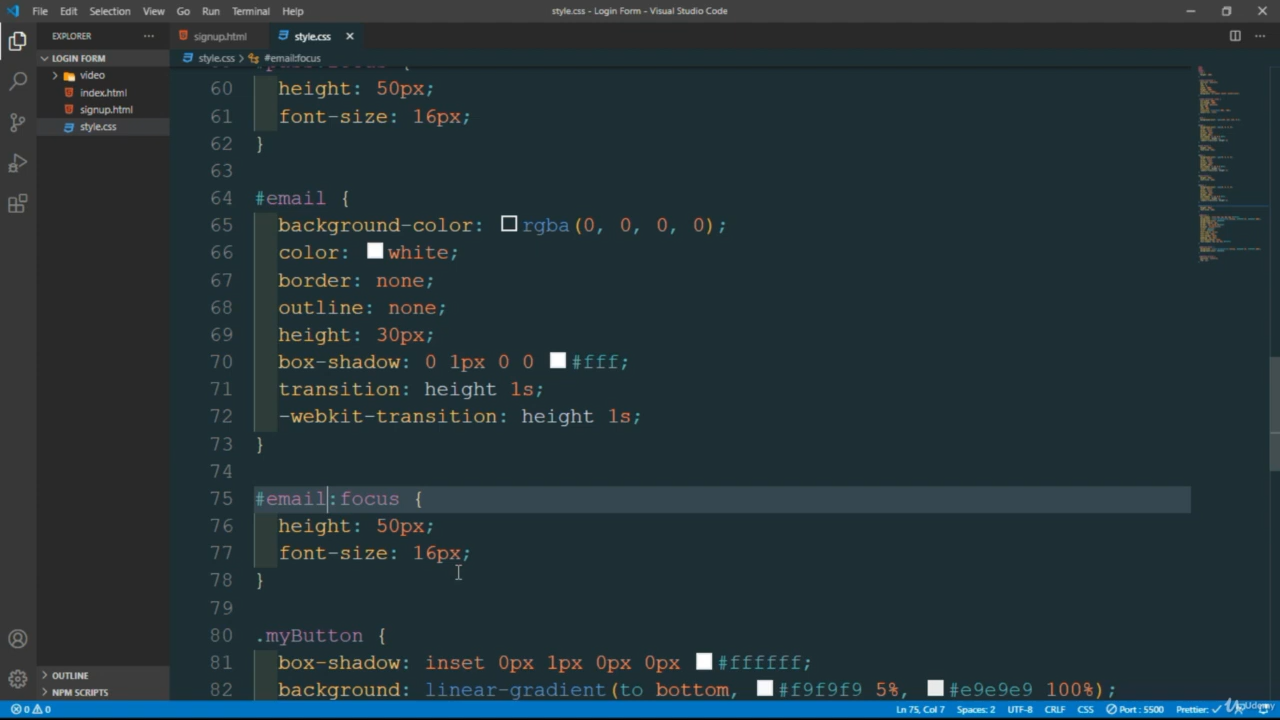 File Edit Selection View Go Run Terminal Help
style.css - Login Form - Visual Studio Code
EXPLORER
LOGIN FORM
video
index.html
signup.html
style.css
signup.html
style.css
style.css > #email:focus
60 height: 50px;
61 font-size: 16px;
62 }
63
64 #email {
65 background-color: rgba(0, 0, 0, 0);
66 color: white;
67 border: none;
68 outline: none;
69 height: 30px;
70 box-shadow: 0 1px 0 0 #fff;
71 transition: height 1s;
72 -webkit-transition: height 1s;
73 }
74
75 #email:focus {
76 height: 50px;
77 font-size: 16px;
78 }
79
80 .myButton {
81 box-shadow: inset 0px 1px 0px 0px #ffffff;
82 background: linear-gradient(to bottom, #f9f9f9 5%, #e9e9e9 100%);
OUTLINE
NPM SCRIPTS
0 0
Ln 75, Col 7 Spaces: 2 UTF-8 CRLF CSS Port : 5500 Prettier:
Udemy